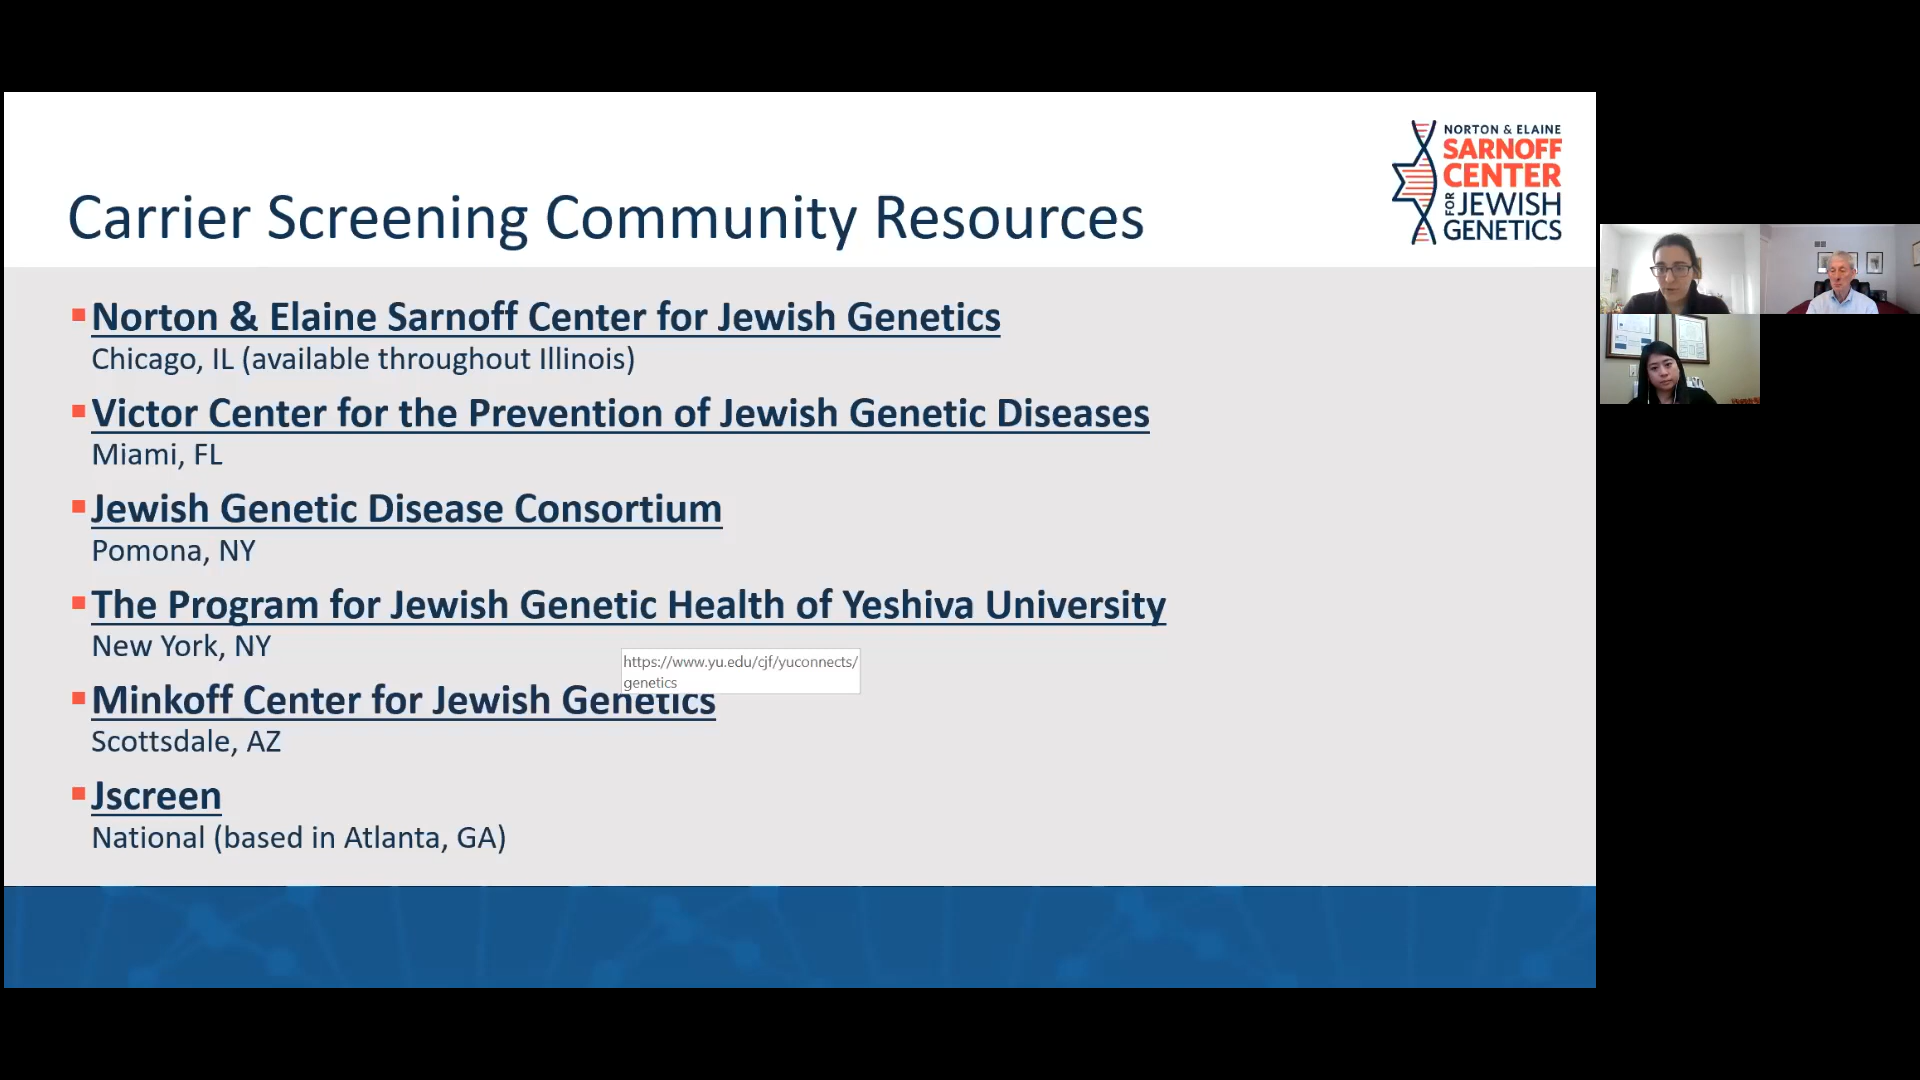 NORTON & ELAINE
SARNOFF
CENTER
FOR JEWISH
GENETICS
Carrier Screening Community Resources
Norton & Elaine Sarnoff Center for Jewish Genetics
Chicago, IL (available throughout Illinois)
Victor Center for the Prevention of Jewish Genetic Diseases
Miami, FL
Jewish Genetic Disease Consortium
Pomona, NY
The Program for Jewish Genetic Health of Yeshiva University
New York, NY
https://www.yu.edu/cjf/yuconnects/
genetics
Minkoff Center for Jewish Genetics
Scottsdale, AZ
Jscreen
National (based in Atlanta, GA)